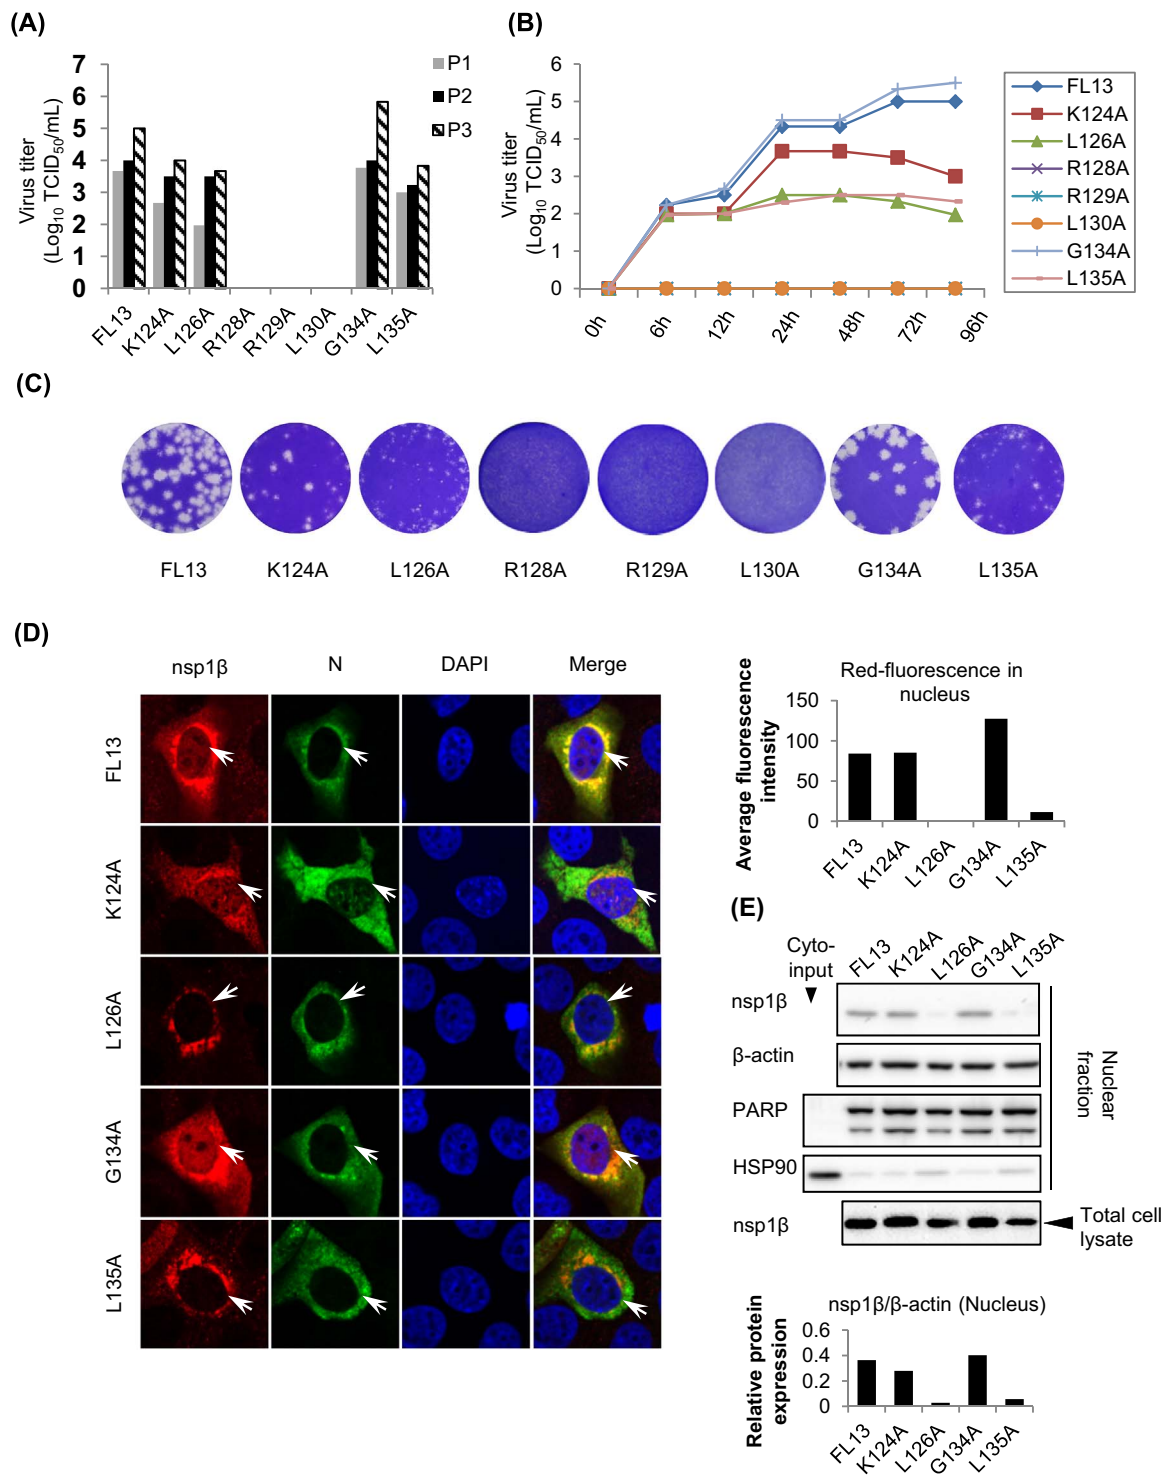 (A)
7
6
5
4
3
2
1
0
Virus titer
(Log10 TCID50/mL)
P1
P2
P3
FL13
K124A
L126A
R128A
R129A
L130A
G134A
L135A
(B)
6
5
4
3
2
1
0
Virus titer
(Log10 TCID50/mL)
0h
6h
12h
24h
48h
72h
96h
FL13
K124A
L126A
R128A
R129A
L130A
G134A
L135A
(C)
FL13 K124A L126A R128A R129A L130A G134A L135A
(D)
nsp1β N DAPI Merge
FL13
K124A
L126A
G134A
L135A
Red-fluorescence in
nucleus
Average fluorescence
intensity
150
100
50
0
FL13
K124A
L126A
G134A
L135A
(E)
Cyto-
input
FL13
K124A
L126A
G134A
L135A
nsp1β
β-actin
PARP
HSP90
nsp1β
Nuclear
fraction
Total cell
lysate
nsp1β/β-actin (Nucleus)
Relative protein
expression
0.6
0.4
0.2
0
FL13
K124A
L126A
G134A
L135A